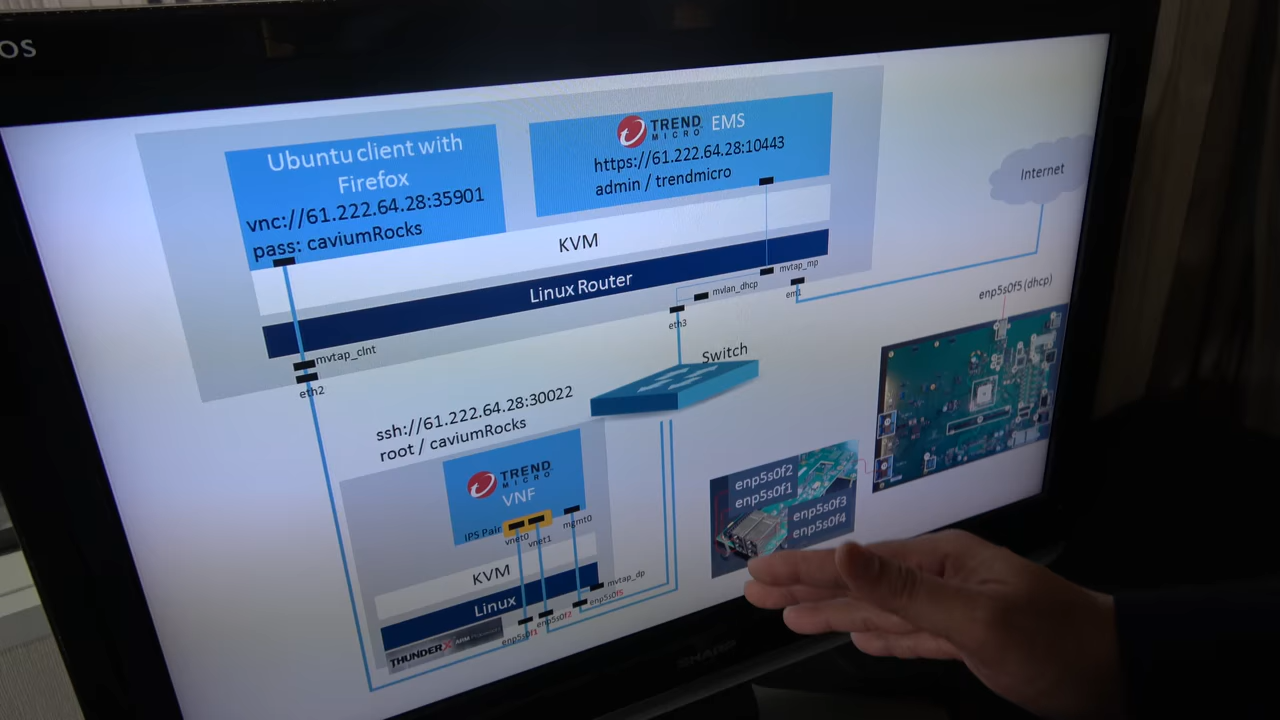 OS
Ubuntu client with
Firefox
vnc://61.222.64.28:35901
pass: caviumRocks
TREND
MICRO
EMS
https://61.222.64.28:10443
admin / trendmicro
KVM
Linux Router
Internet
mvtap_mp
mvlan_dhcp
em1
eth3
enp5s0f5 (dhcp)
mvtap_clnt
eth2
Switch
ssh://61.222.64.28:30022
root / caviumRocks
TREND
MICRO
VNF
IPS Pair
vnet0
vnet1
mgmt0
KVM
Linux
mvtap_dp
enp5s0f5
enp5s0f2
enp5s0f1
THUNDERX
enp5s0f2
enp5s0f1
enp5s0f3
enp5s0f4
SHARP